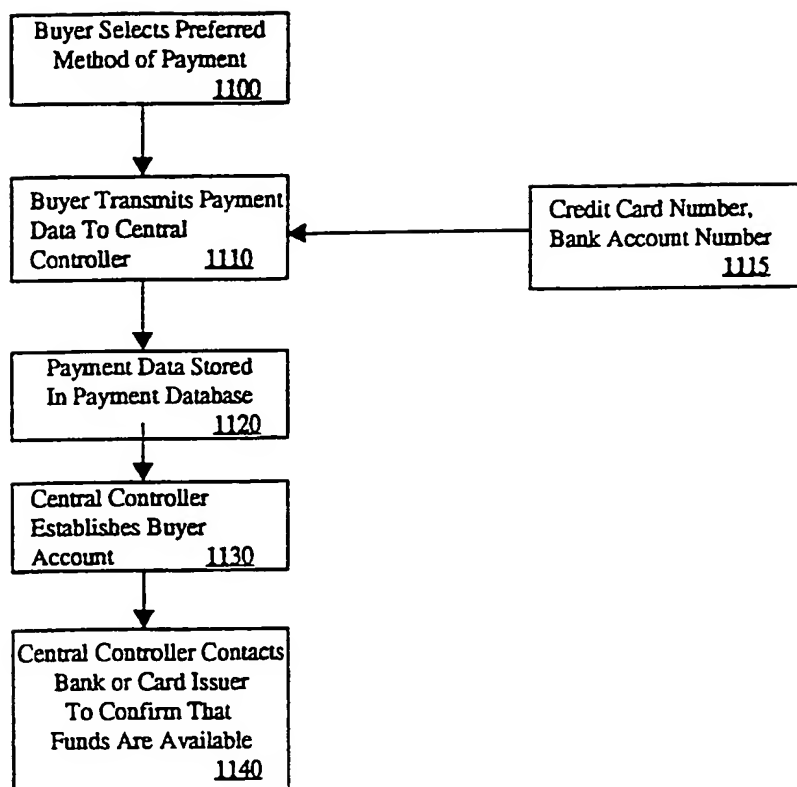 Buyer Selects Preferred
Method of Payment
1100
Buyer Transmits Payment
Data To Central
Controller 1110
Credit Card Number,
Bank Account Number
1115
Payment Data Stored
In Payment Database
1120
Central Controller
Establishes Buyer
Account 1130
Central Controller Contacts
Bank or Card Issuer
To Confirm That
Funds Are Available
1140